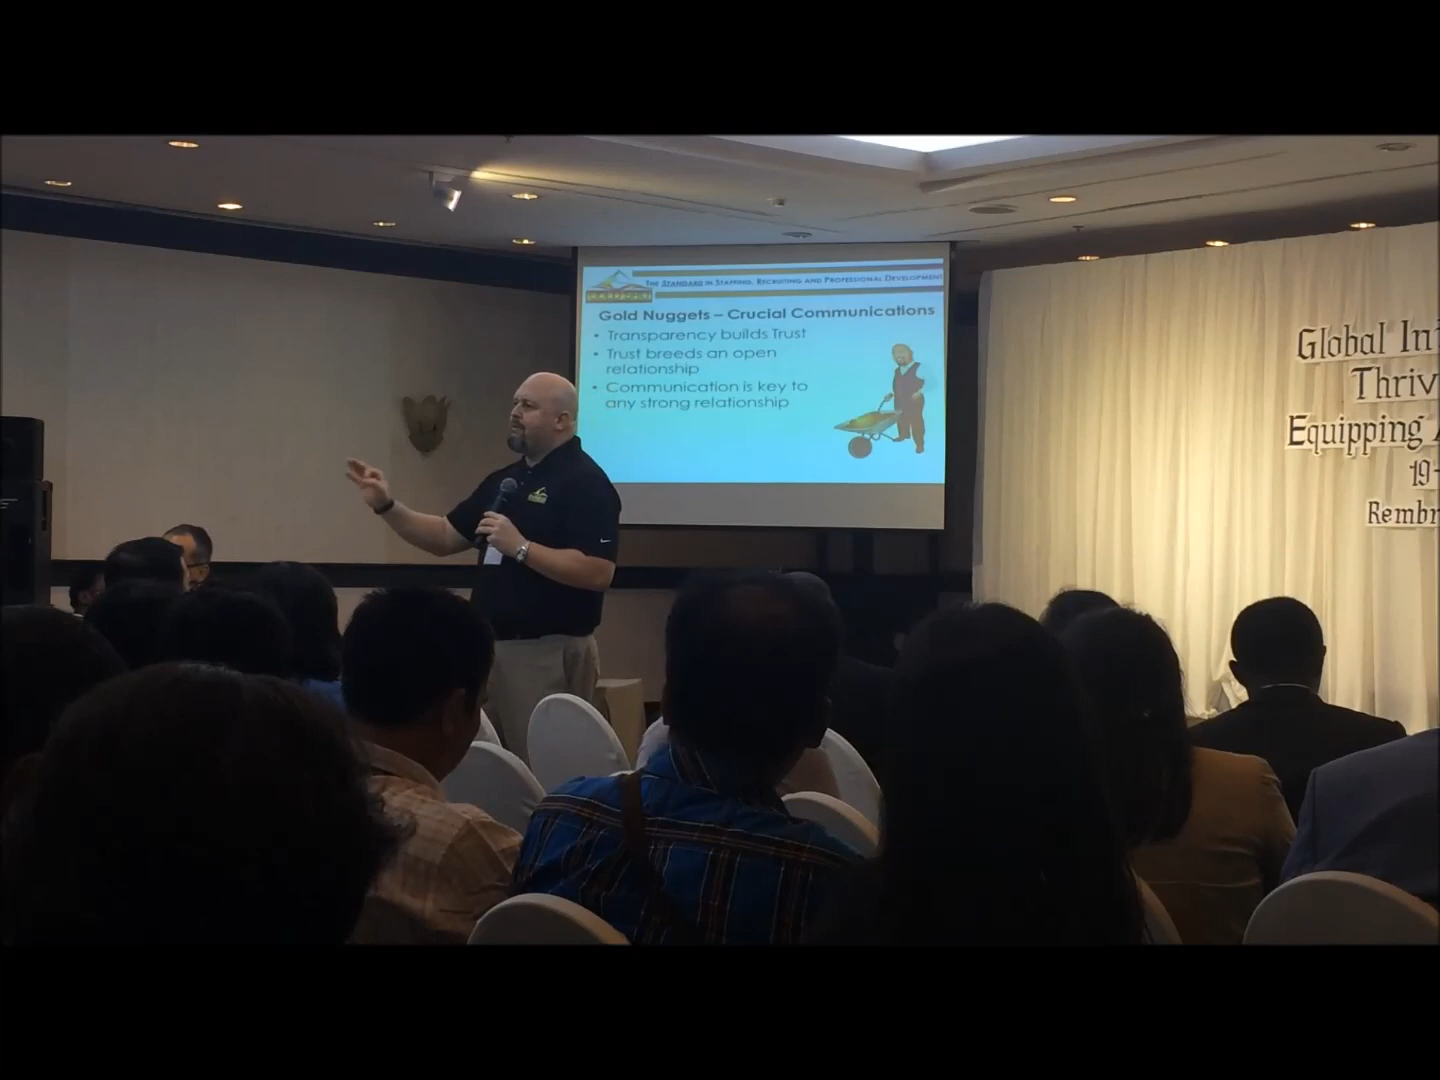 THE STANDARD IN STAFFING, RECRUITING AND PROFESSIONAL DEVELOPMENT
Gold Nuggets – Crucial Communications
• Transparency builds Trust
• Trust breeds an open
relationship
• Communication is key to
any strong relationship
Global In
Thriv
Equipping
19-
Rembr